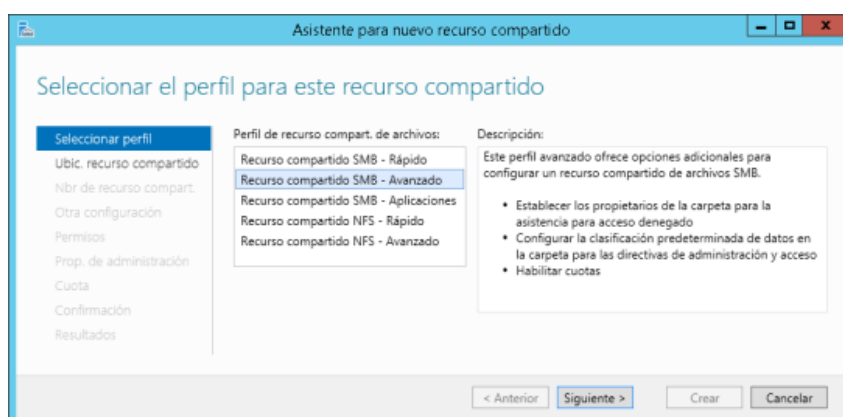 Asistente para nuevo recurso compartido
Seleccionar el perfil para este recurso compartido
Seleccionar perfil
Ubic. recurso compartido
Nbr de recurso compart.
Otra configuración
Permisos
Prop. de administración
Cuota
Confirmación
Resultados
Perfil de recurso compart. de archivos:
Recurso compartido SMB - Rápido
Recurso compartido SMB - Avanzado
Recurso compartido SMB - Aplicaciones
Recurso compartido NFS - Rápido
Recurso compartido NFS - Avanzado
Descripción:
Este perfil avanzado ofrece opciones adicionales para
configurar un recurso compartido de archivos SMB.
• Establecer los propietarios de la carpeta para la
asistencia para acceso denegado
• Configurar la clasificación predeterminada de datos en
la carpeta para las directivas de administración y acceso
• Habilitar cuotas
< Anterior
Siguiente >
Crear
Cancelar